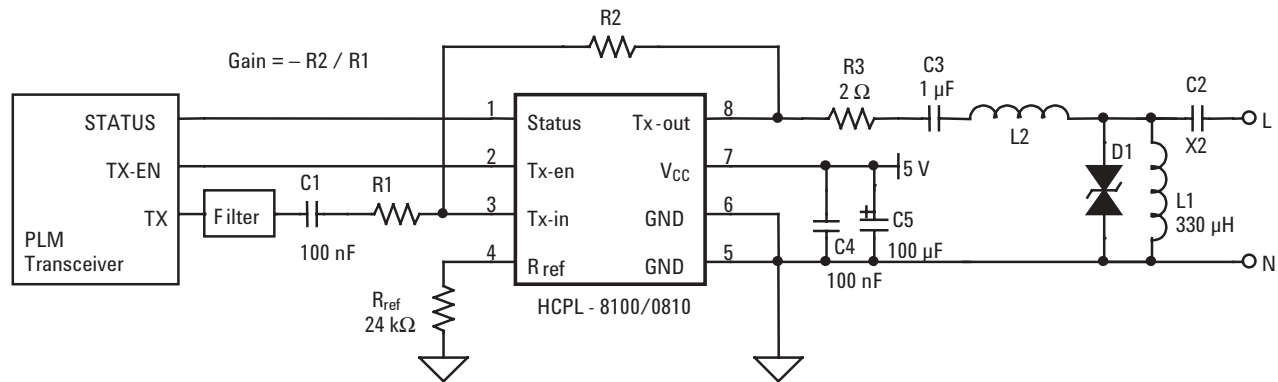 R2
Gain = – R2 / R1
R3
2 Ω
C3
1 µF
L2
C2
X2
L
STATUS
1
Status
Tx-out
8
TX-EN
2
Tx-en
VCC
7
5 V
D1
TX
Filter
C1
100 nF
R1
3
Tx-in
GND
6
C4
100 nF
C5
100 µF
+
L1
330 µH
PLM
Transceiver
4
R ref
GND
5
N
Rref
24 kΩ
HCPL - 8100/0810